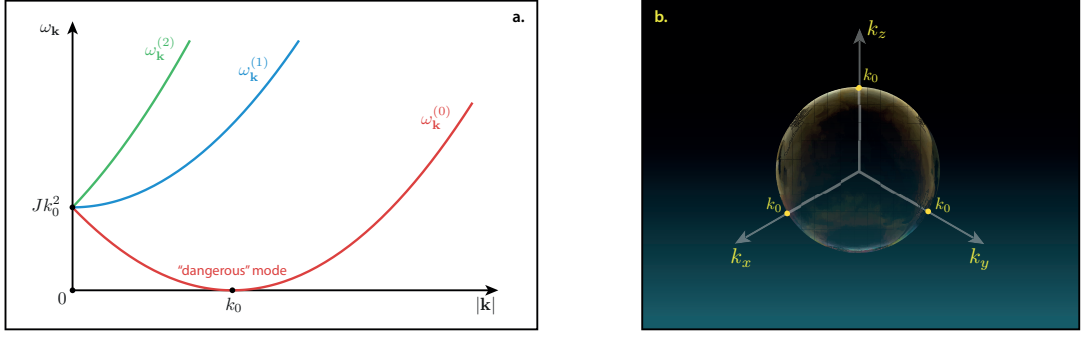 a.
ω_k
ω_k^(2)
ω_k^(1)
ω_k^(0)
Jk_0^2
"dangerous" mode
0
k_0
|k|
b.
k_z
k_0
k_0
k_0
k_x
k_y